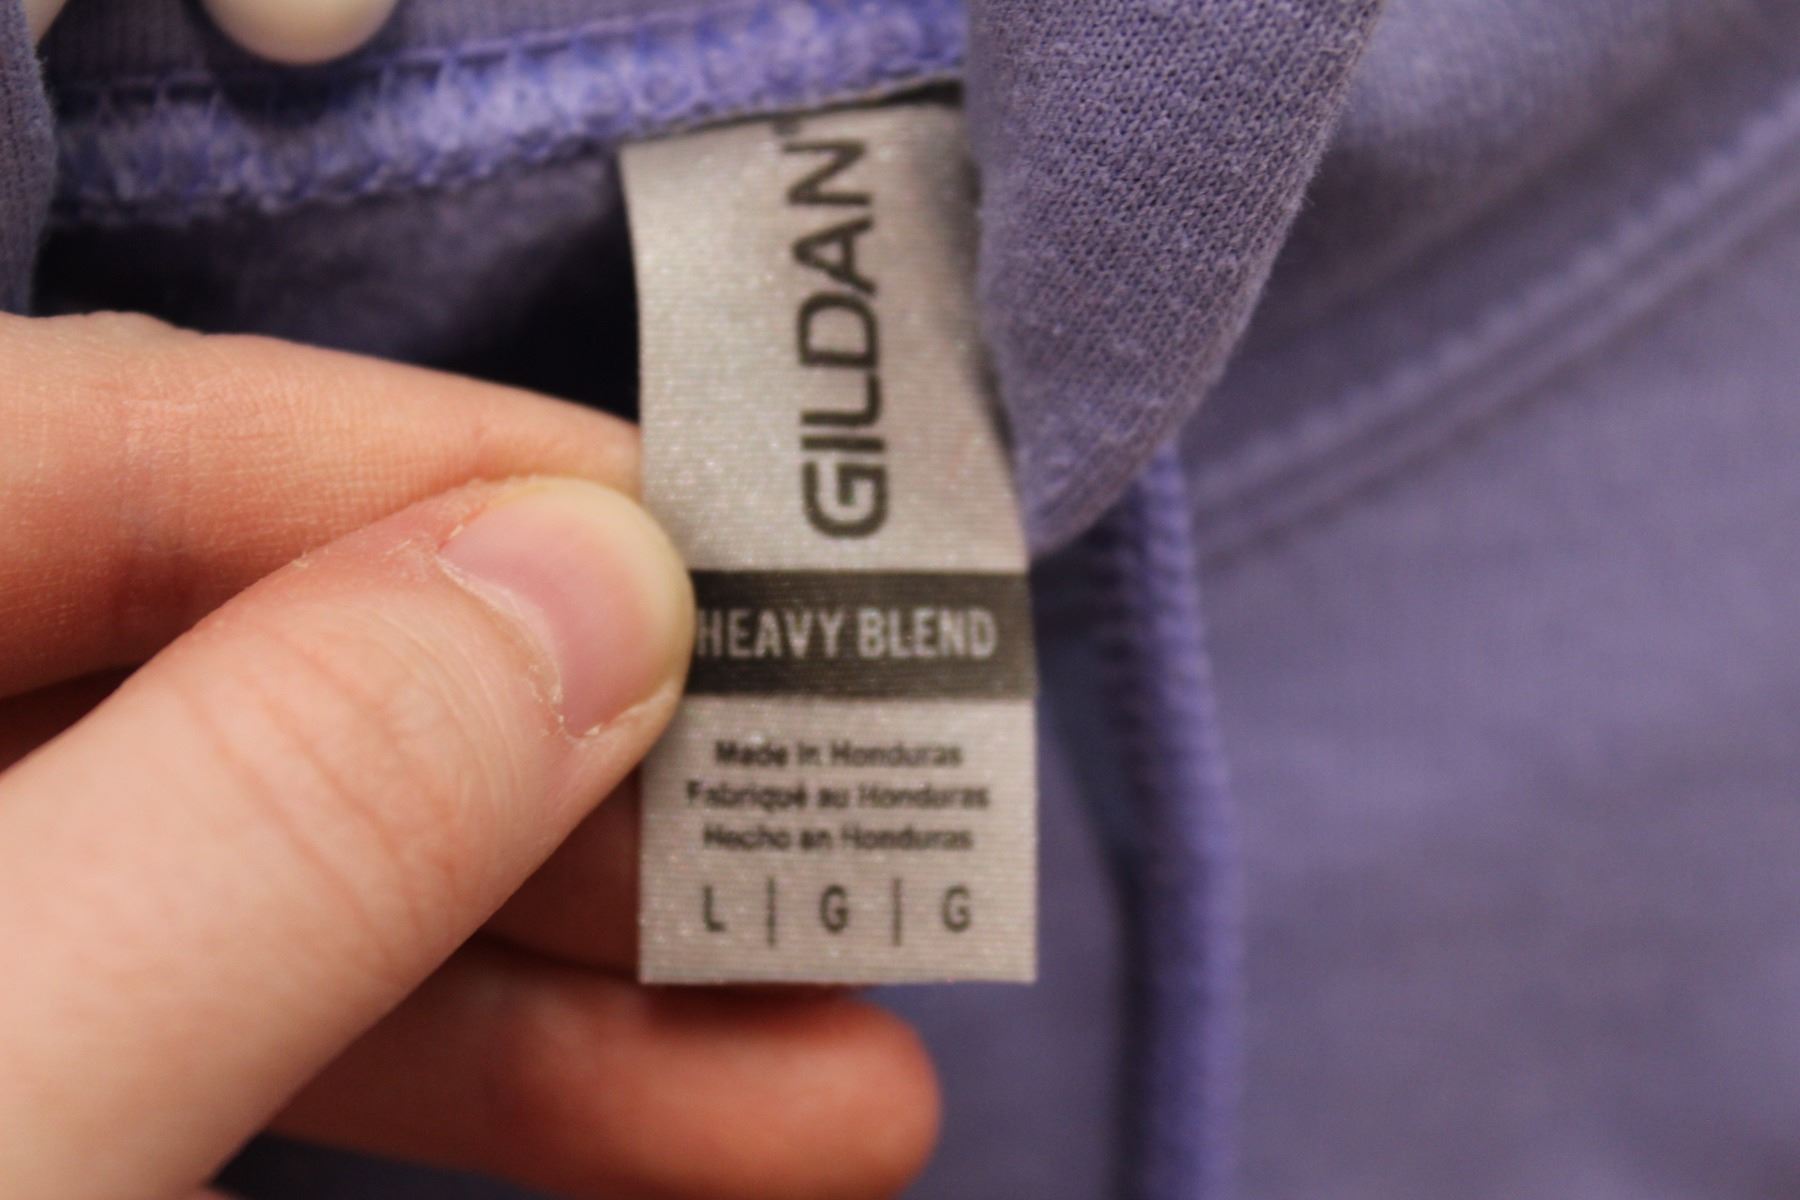 GILDAN
HEAVY BLEND
Made in Honduras
Fabriqué au Honduras
Hecho en Honduras
L | G | G